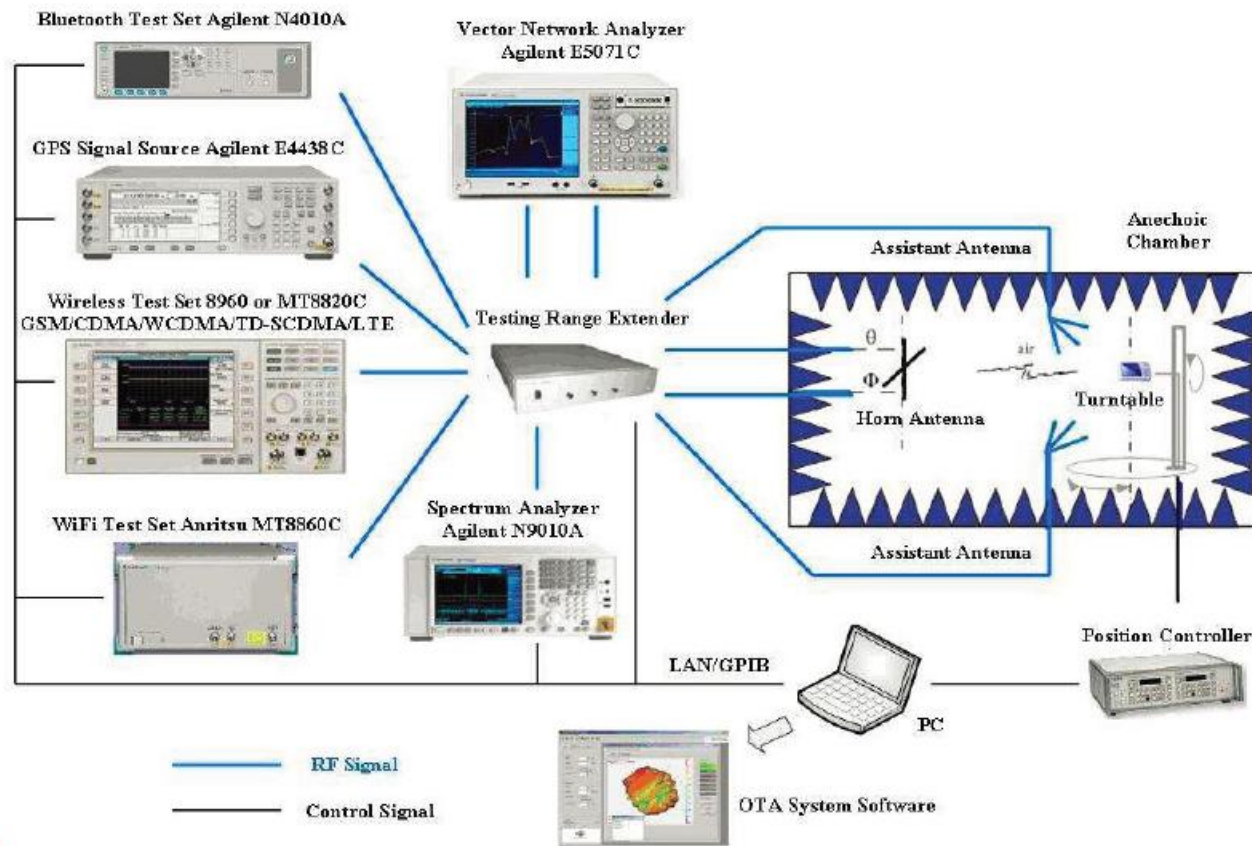 Bluetooth Test Set Agilent N4010A
Vector Network Analyzer
Agilent E5071C
GPS Signal Source Agilent E4438C
Anechoic
Chamber
Assistant Antenna
Wireless Test Set 8960 or MT8820C
GSM/CDMA/WCDMA/TD-SCDMA/LTE
Testing Range Extender
θ
Φ
air
Horn Antenna
Turntable
WiFi Test Set Anritsu MT8860C
Spectrum Analyzer
Agilent N9010A
Assistant Antenna
LAN/GPIB
Position Controller
PC
RF Signal
Control Signal
OTA System Software